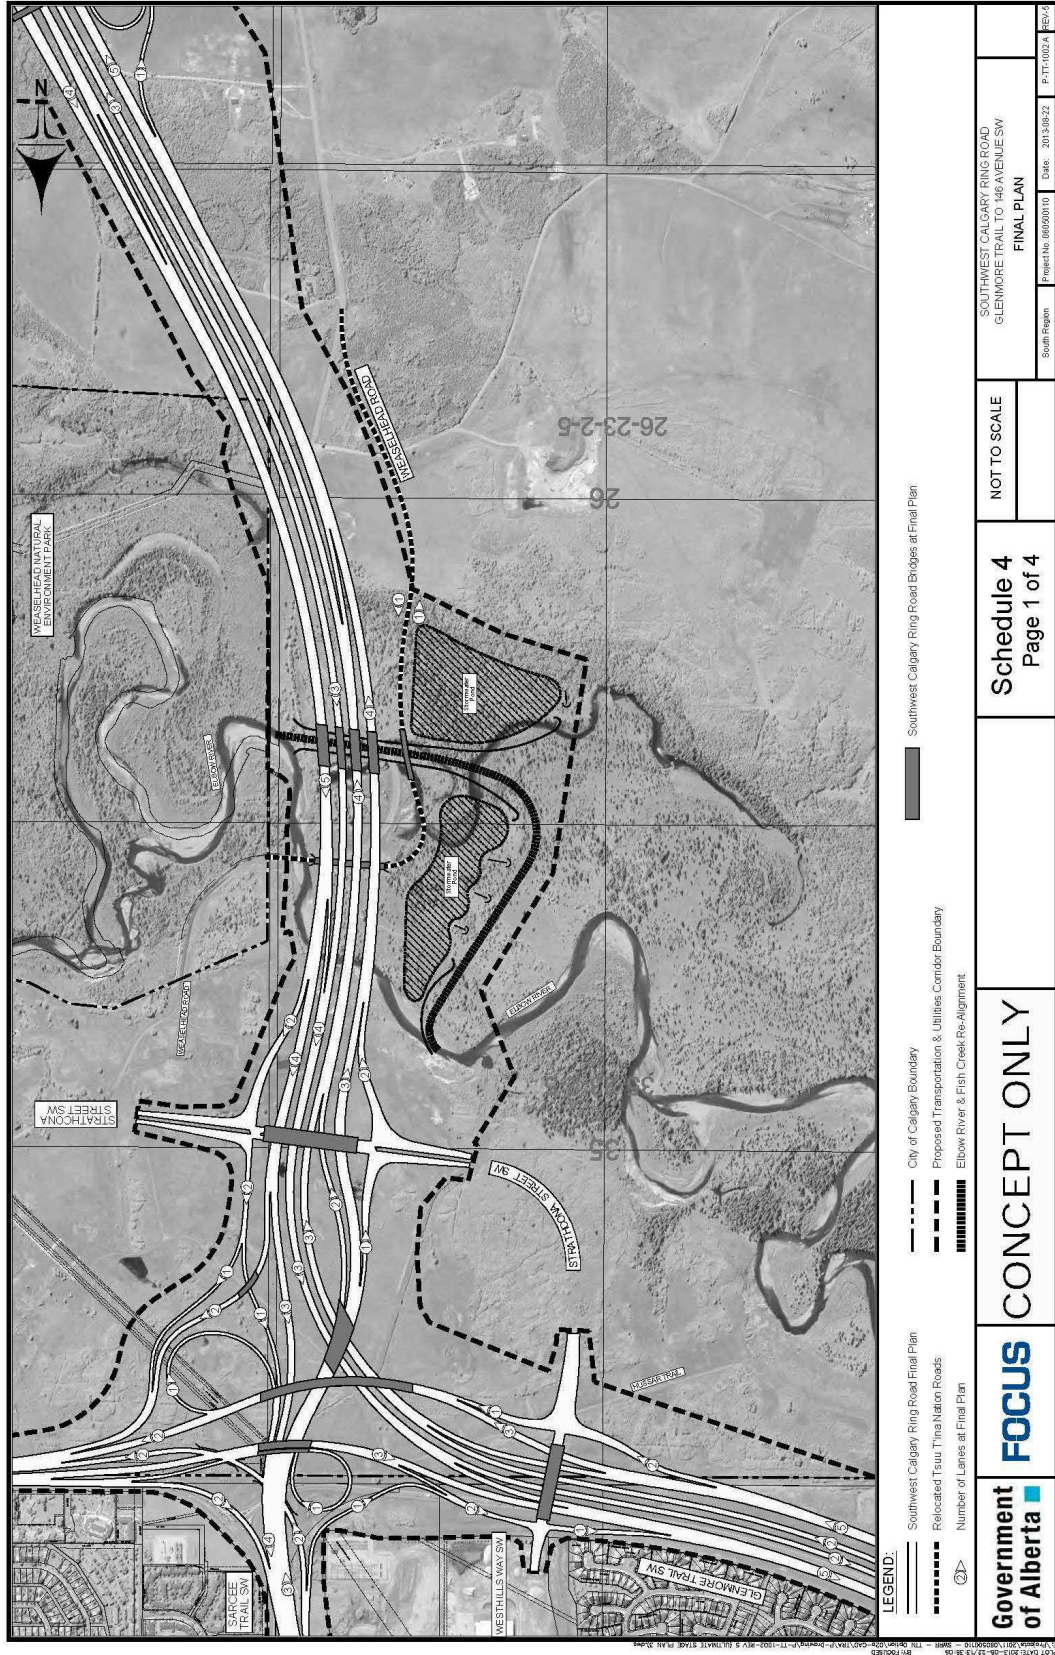 N
WEASELHEAD NATURAL
ENVIRONMENT PARK
WEASELHEAD ROAD
26-23-2-5
26
ELBOW RIVER
Stormwater
Pond
Stormwater
Pond
WEASELHEAD ROAD
ELBOW RIVER
STRATHCONA
STREET SW
25
STRATHCONA STREET SW
HUSSAR TRAIL
SARCEE
TRAIL SW
WESTHILLS WAY SW
GLENMORE TRAIL SW
LEGEND:
Southwest Calgary Ring Road Final Plan
Relocated Tsuu T'ina Nation Roads
Number of Lanes at Final Plan
City of Calgary Boundary
Proposed Transportation & Utilities Corridor Boundary
Elbow River & Fish Creek Re-Alignment
Southwest Calgary Ring Road Bridges at Final Plan
Government
of Alberta
FOCUS
CONCEPT ONLY
Schedule 4
Page 1 of 4
NOT TO SCALE
SOUTHWEST CALGARY RING ROAD
GLENMORE TRAIL TO 146 AVENUE SW
FINAL PLAN
South Region
Project No. 060500110
Date: 2013-08-22
P-TT-1002 A
REV-5